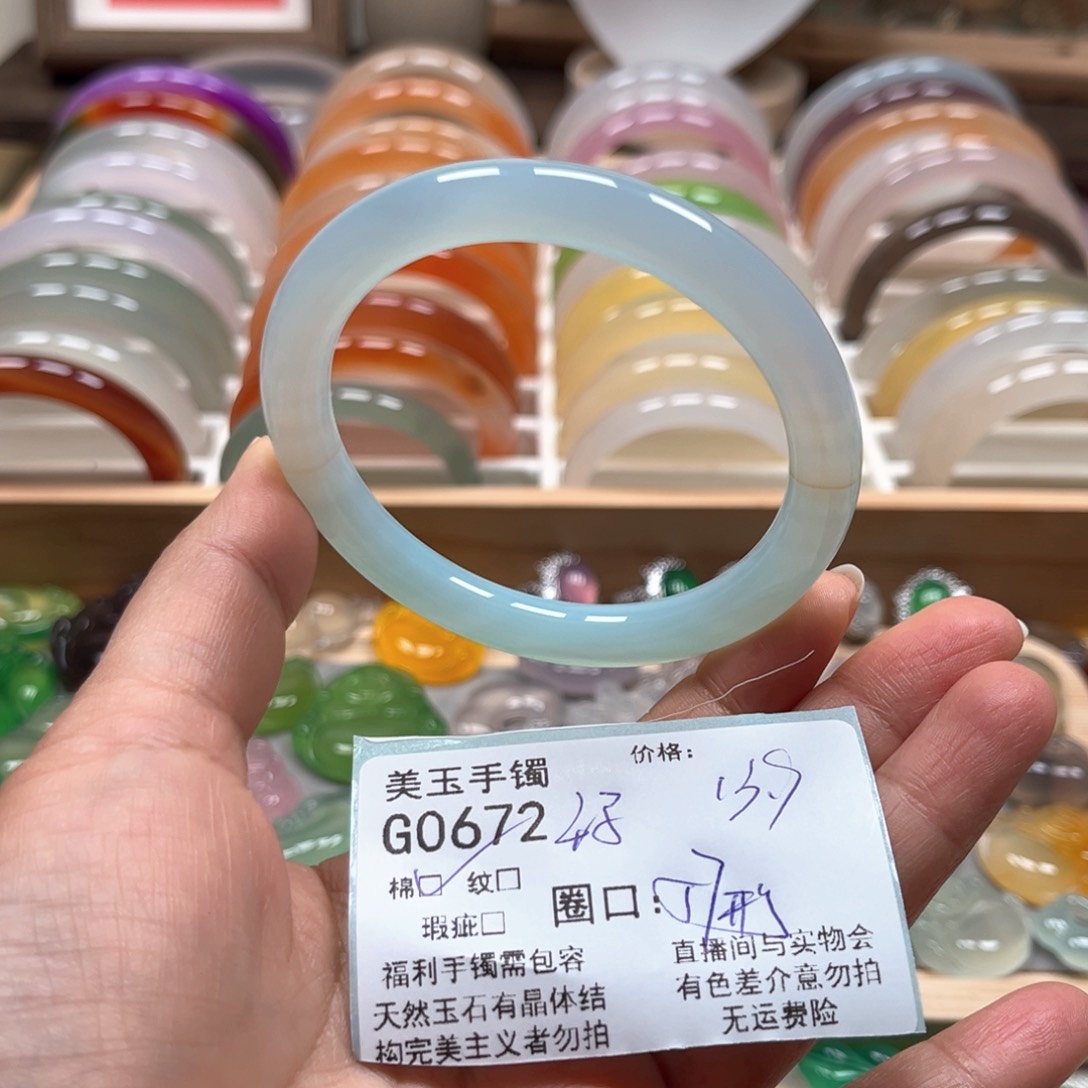 美玉手镯
价格:
G0672
139
棉☐ 纹☐
圈口:
瑕疵☐
福利手镯需包容
天然玉石有晶体结
构完美主义者勿拍
直播间与实物会
有色差介意勿拍
无运费险